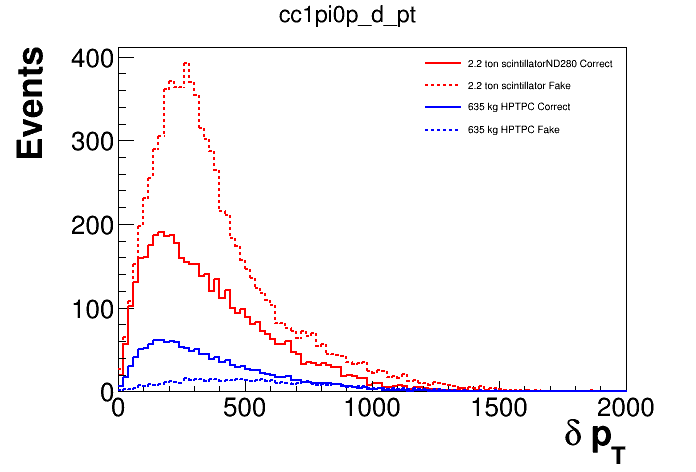 cc1pi0p_d_pt
Events
400
300
200
100
0
2.2 ton scintillatorND280 Correct
2.2 ton scintillator Fake
635 kg HPTPC Correct
635 kg HPTPC Fake
0 500 1000 1500 2000
δ p_T